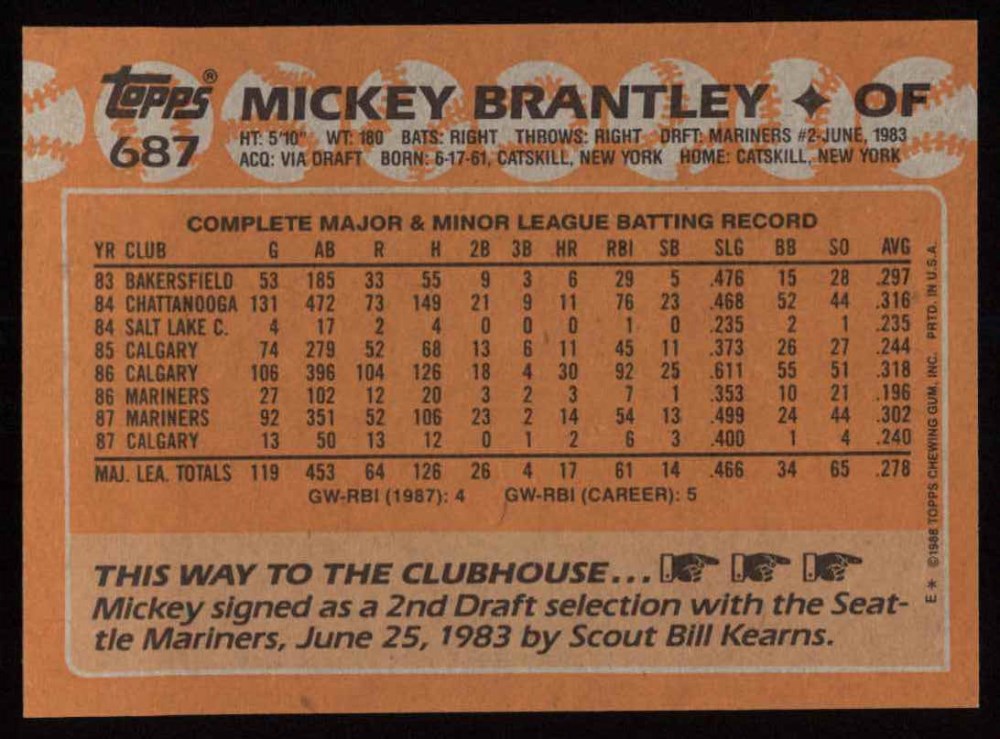 topps® MICKEY BRANTLEY ✦ OF
687 HT: 5'10" WT: 180 BATS: RIGHT THROWS: RIGHT DRFT: MARINERS #2-JUNE, 1983
ACQ: VIA DRAFT BORN: 6-17-61, CATSKILL, NEW YORK HOME: CATSKILL, NEW YORK
COMPLETE MAJOR & MINOR LEAGUE BATTING RECORD
YR CLUB G AB R H 2B 3B HR RBI SB SLG BB SO AVG
83 BAKERSFIELD 53 185 33 55 9 3 6 29 5 .476 15 28 .297
84 CHATTANOOGA 131 472 73 149 21 9 11 76 23 .468 52 44 .316
84 SALT LAKE C. 4 17 2 4 0 0 0 1 0 .235 2 1 .235
85 CALGARY 74 279 52 68 13 6 11 45 11 .373 26 27 .244
86 CALGARY 106 396 104 126 18 4 30 92 25 .611 55 51 .318
86 MARINERS 27 102 12 20 3 2 3 7 1 .353 10 21 .196
87 MARINERS 92 351 52 106 23 2 14 54 13 .499 24 44 .302
87 CALGARY 13 50 13 12 0 1 2 6 3 .400 1 4 .240
MAJ. LEA. TOTALS 119 453 64 126 26 4 17 61 14 .466 34 65 .278
GW-RBI (1987): 4 GW-RBI (CAREER): 5
THIS WAY TO THE CLUBHOUSE...
Mickey signed as a 2nd Draft selection with the Seat-
tle Mariners, June 25, 1983 by Scout Bill Kearns.
E* ©1988 TOPPS CHEWING GUM, INC. PRTD. IN U.S.A.